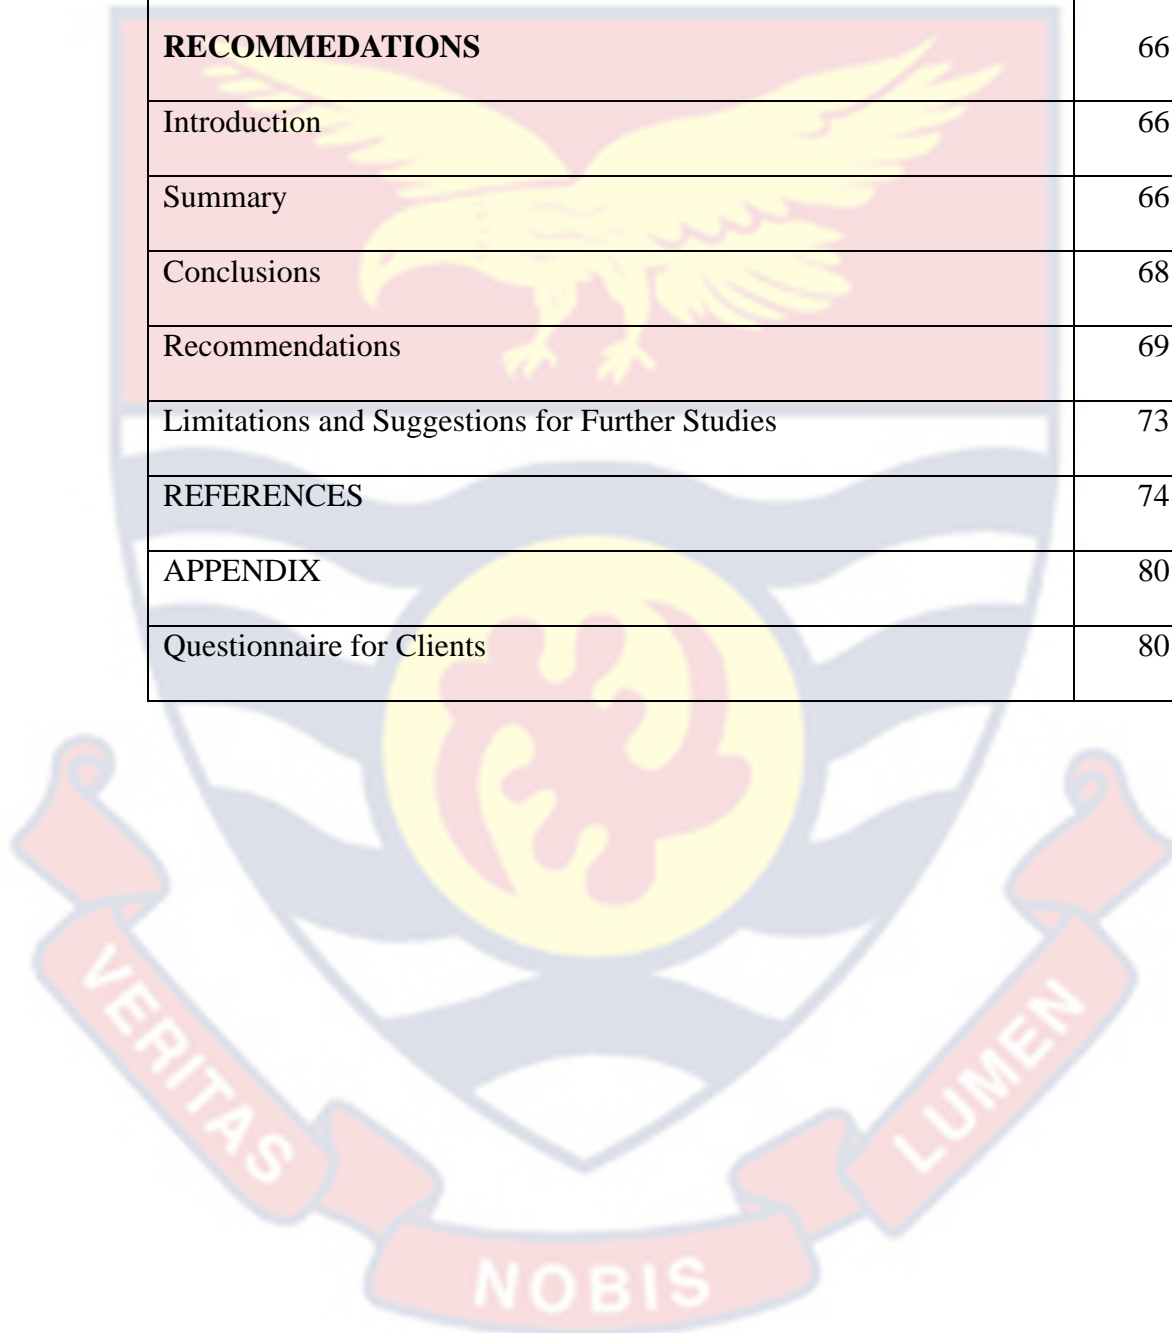 RECOMMEDATIONS 66
Introduction 66
Summary 66
Conclusions 68
Recommendations 69
Limitations and Suggestions for Further Studies 73
REFERENCES 74
APPENDIX 80
Questionnaire for Clients 80
VERITAS
NOBIS
LUMEN